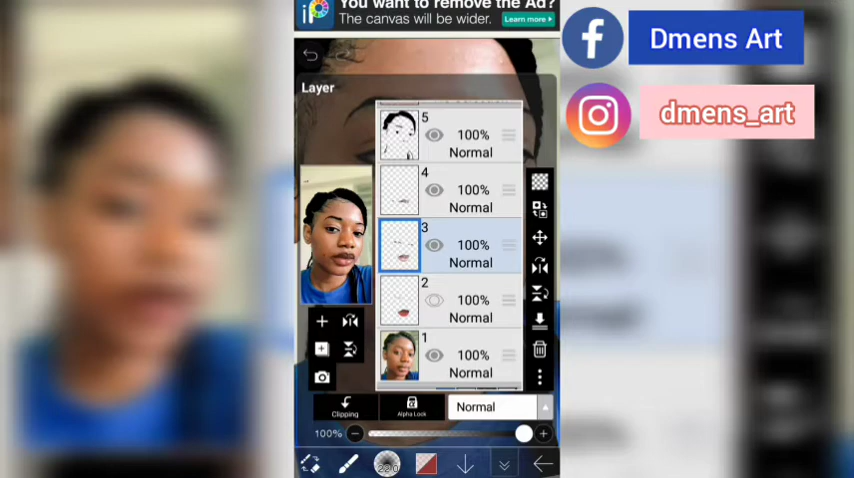 You want to remove the Ad?
The canvas will be wider.
Learn more
Layer
5
100%
Normal
4
100%
Normal
3
100%
Normal
2
100%
Normal
1
100%
Normal
Clipping
Alpha Lock
Normal
100%
f
Dmens Art
dmens_art